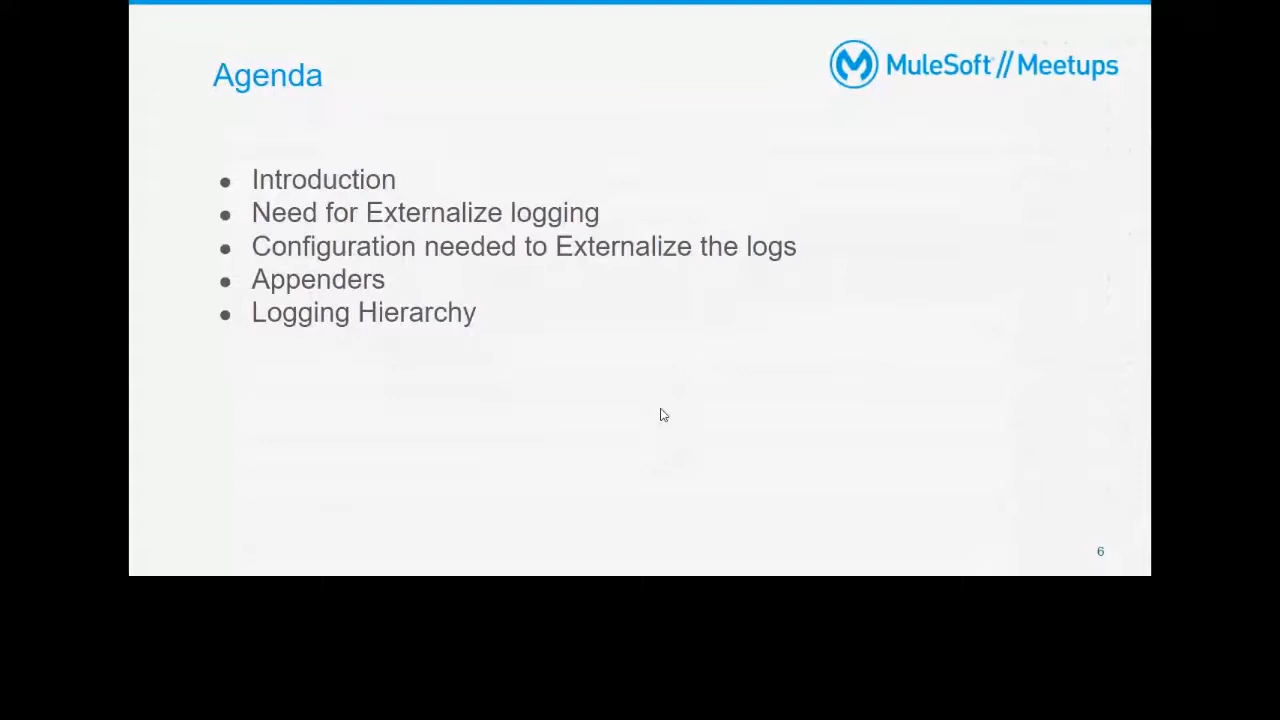 Agenda
MuleSoft // Meetups
Introduction
Need for Externalize logging
Configuration needed to Externalize the logs
Appenders
Logging Hierarchy
6